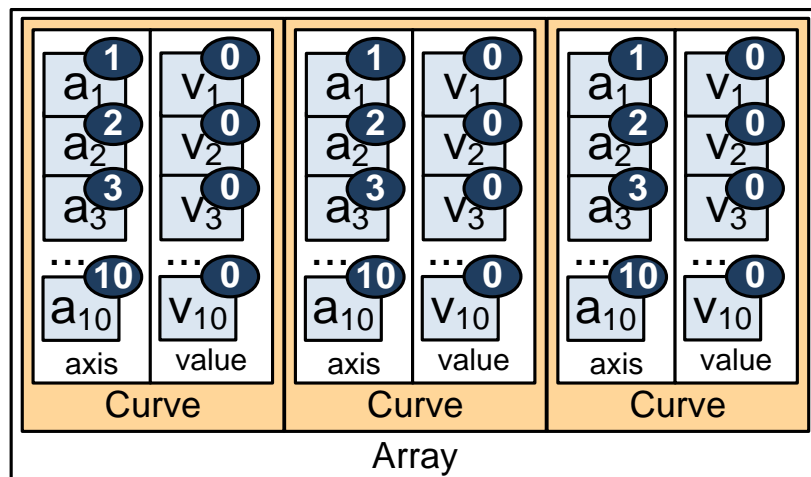 1 0 1 0 1 0
a1 v1 a1 v1 a1 v1
2 0 2 0 2 0
a2 v2 a2 v2 a2 v2
3 0 3 0 3 0
a3 v3 a3 v3 a3 v3
... ... ... ... ... ...
10 0 10 0 10 0
a10 v10 a10 v10 a10 v10
axis value axis value axis value
Curve Curve Curve
Array